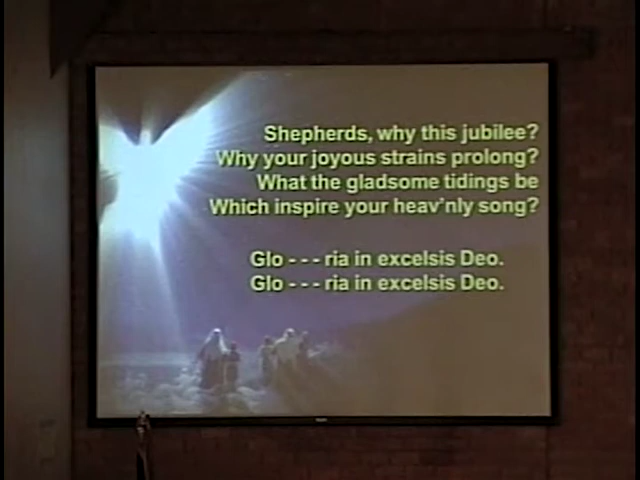 Shepherds, why this jubilee?
Why your joyous strains prolong?
What the gladsome tidings be
Which inspire your heav'nly song?
Glo - - - ria in excelsis Deo.
Glo - - - ria in excelsis Deo.